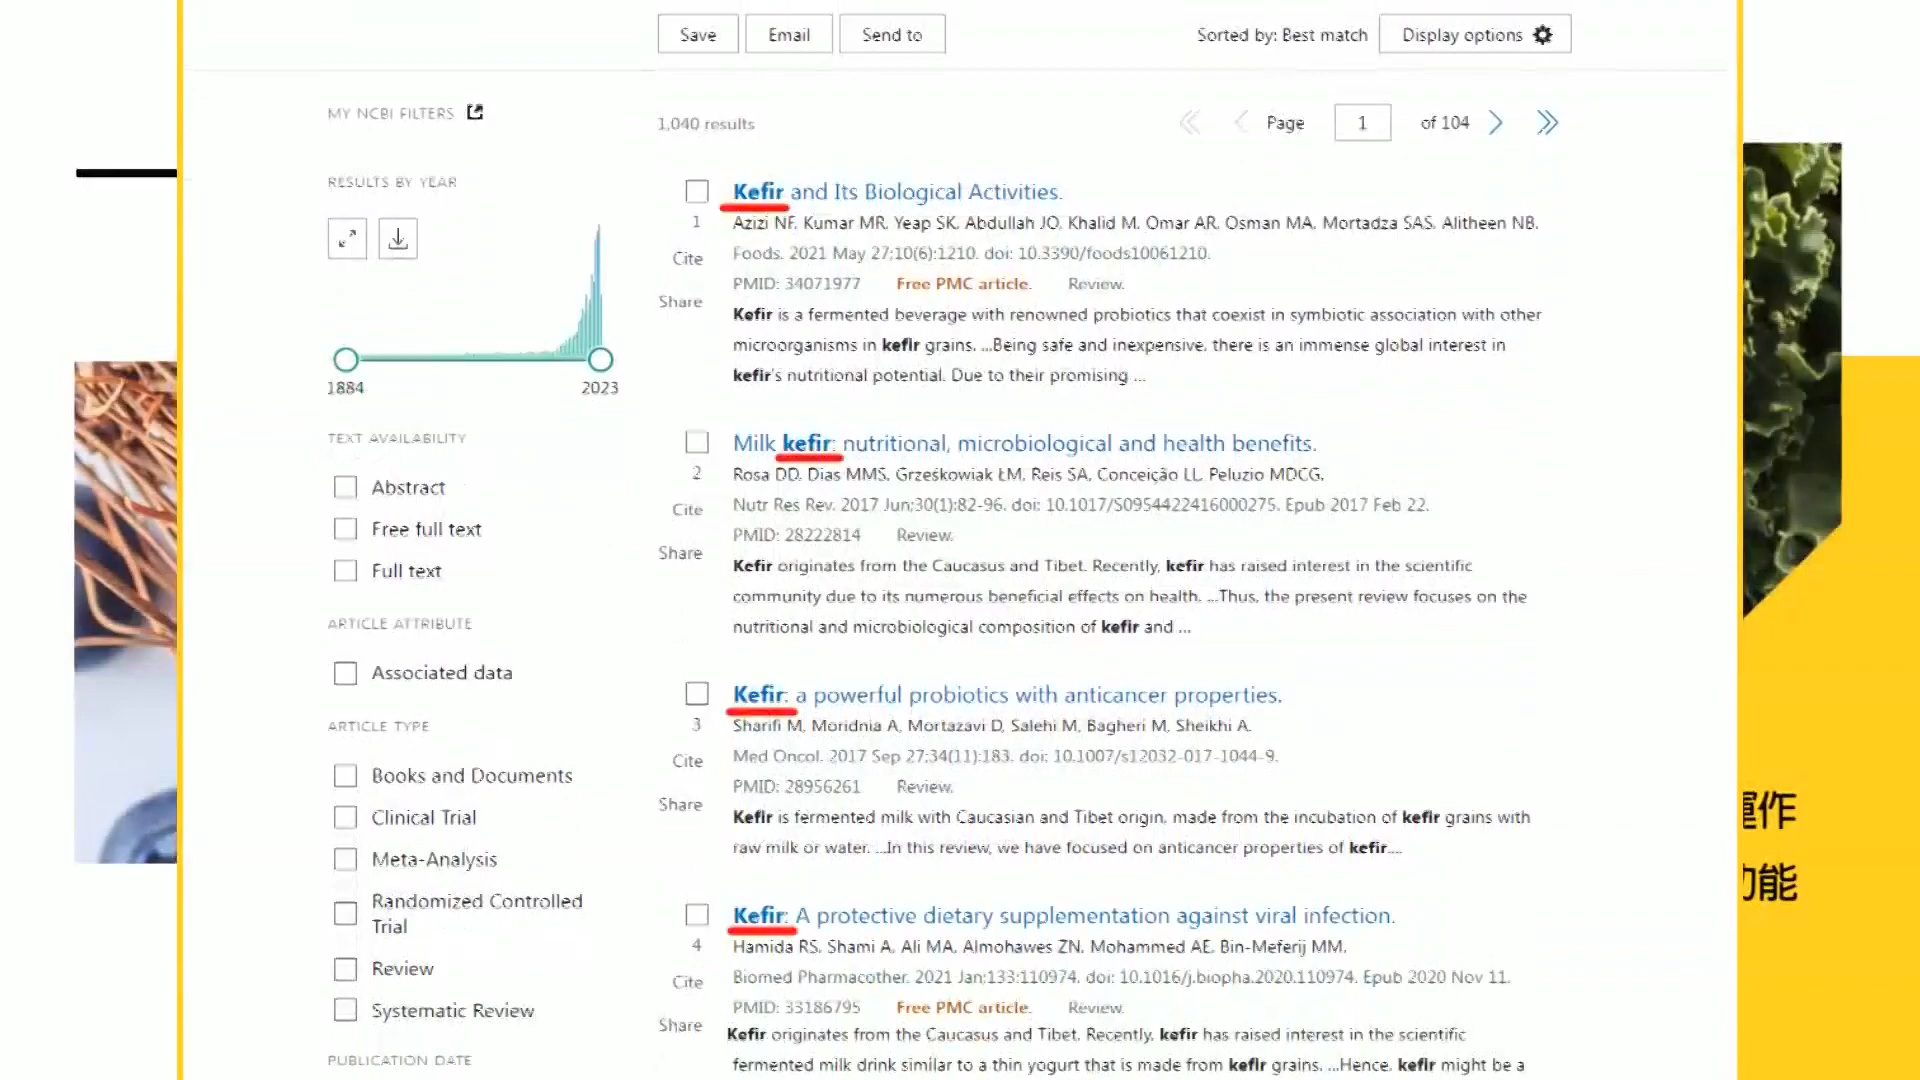 Save
Email
Send to
Sorted by: Best match
Display options
MY NCBI FILTERS
1,040 results
Page
1
of 104
RESULTS BY YEAR
1884
2023
TEXT AVAILABILITY
Abstract
Free full text
Full text
ARTICLE ATTRIBUTE
Associated data
ARTICLE TYPE
Books and Documents
Clinical Trial
Meta-Analysis
Randomized Controlled
Trial
Review
Systematic Review
PUBLICATION DATE
Kefir and Its Biological Activities.
1
Azizi NF, Kumar MR, Yeap SK, Abdullah JO, Khalid M, Omar AR, Osman MA, Mortadza SAS, Alitheen NB.
Cite
Foods. 2021 May 27;10(6):1210. doi: 10.3390/foods10061210.
PMID: 34071977 Free PMC article. Review.
Share
Kefir is a fermented beverage with renowned probiotics that coexist in symbiotic association with other
microorganisms in kefir grains. ...Being safe and inexpensive, there is an immense global interest in
kefir's nutritional potential. Due to their promising ...
Milk kefir: nutritional, microbiological and health benefits.
2
Rosa DD, Dias MMS, Grześkowiak ŁM, Reis SA, Conceição LL, Peluzio MDCG.
Cite
Nutr Res Rev. 2017 Jun;30(1):82-96. doi: 10.1017/S0954422416000275. Epub 2017 Feb 22.
PMID: 28222814 Review.
Share
Kefir originates from the Caucasus and Tibet. Recently, kefir has raised interest in the scientific
community due to its numerous beneficial effects on health. ...Thus, the present review focuses on the
nutritional and microbiological composition of kefir and ...
Kefir: a powerful probiotics with anticancer properties.
3
Sharifi M, Moridnia A, Mortazavi D, Salehi M, Bagheri M, Sheikhi A.
Cite
Med Oncol. 2017 Sep 27;34(11):183. doi: 10.1007/s12032-017-1044-9.
PMID: 28956261 Review.
Share
Kefir is fermented milk with Caucasian and Tibet origin, made from the incubation of kefir grains with
raw milk or water. ...In this review, we have focused on anticancer properties of kefir....
Kefir: A protective dietary supplementation against viral infection.
4
Hamida RS, Shami A, Ali MA, Almohawes ZN, Mohammed AE, Bin-Meferij MM.
Cite
Biomed Pharmacother. 2021 Jan;133:110974. doi: 10.1016/j.biopha.2020.110974. Epub 2020 Nov 11.
PMID: 33186795 Free PMC article. Review.
Share
Kefir originates from the Caucasus and Tibet. Recently, kefir has raised interest in the scientific
fermented milk drink similar to a thin yogurt that is made from kefir grains. ...Hence, kefir might be a
運作
功能